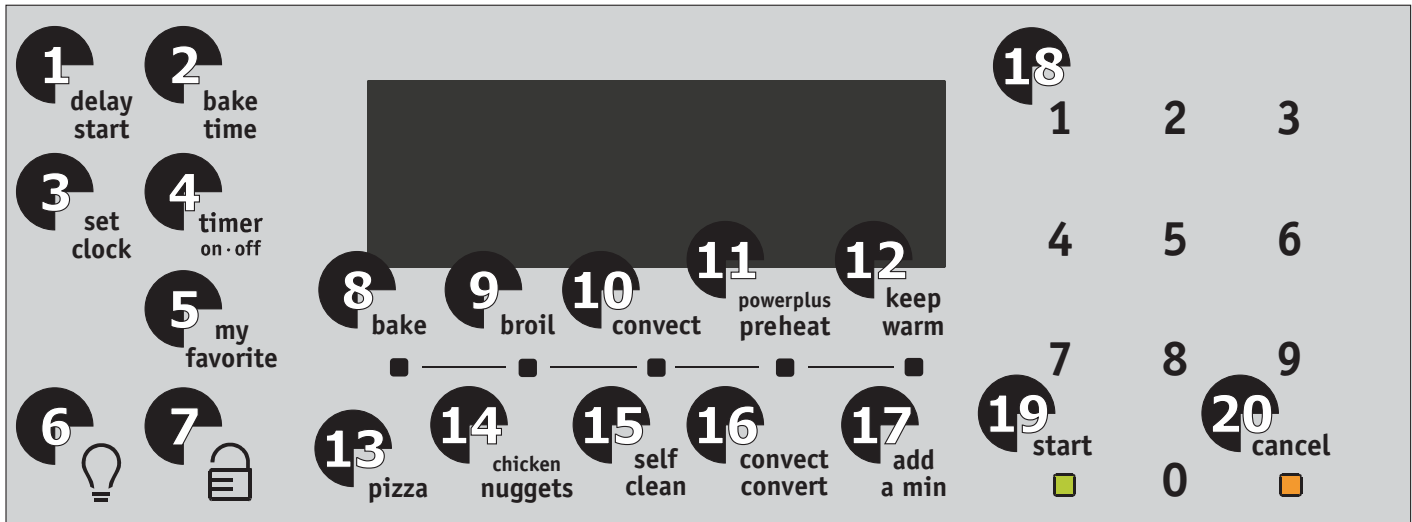 1
delay
start
2
bake
time
3
set
clock
4
timer
on · off
5
my
favorite
6
7
8
bake
9
broil
10
convect
11
powerplus
preheat
12
keep
warm
13
pizza
14
chicken
nuggets
15
self
clean
16
convect
convert
17
add
a min
18
1 2 3
4 5 6
7 8 9
19
start
0
20
cancel